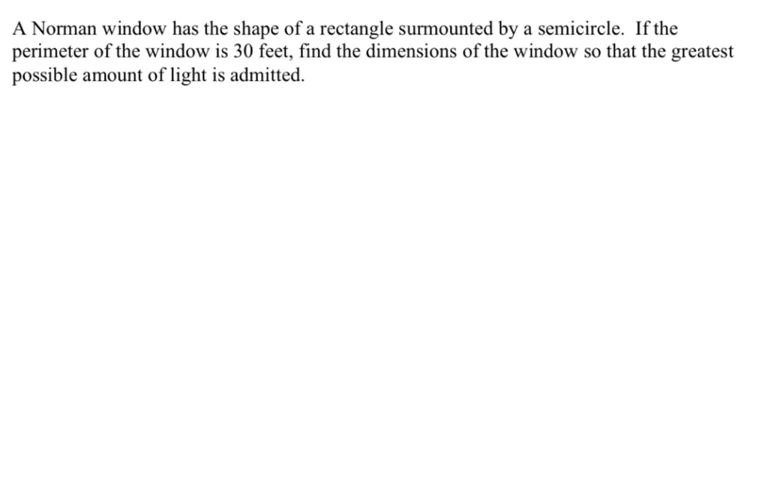 A Norman window has the shape of a rectangle surmounted by a semicircle.  If the
perimeter of the window is 30 feet, find the dimensions of the window so that the greatest
possible amount of light is admitted.